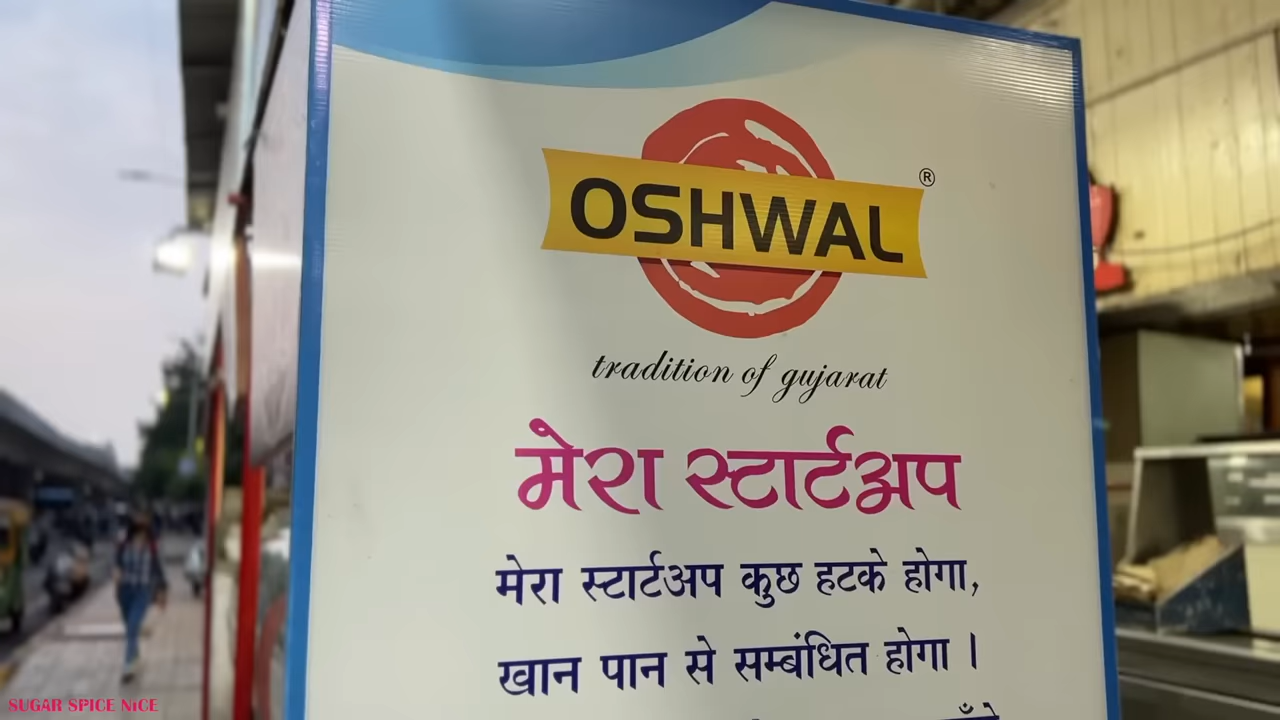 OSHWAL ®
tradition of gujarat
मेरा स्टार्टअप
मेरा स्टार्टअप कुछ हटके होगा,
खान पान से सम्बंधित होगा ।
SUGAR SPICE NiCE